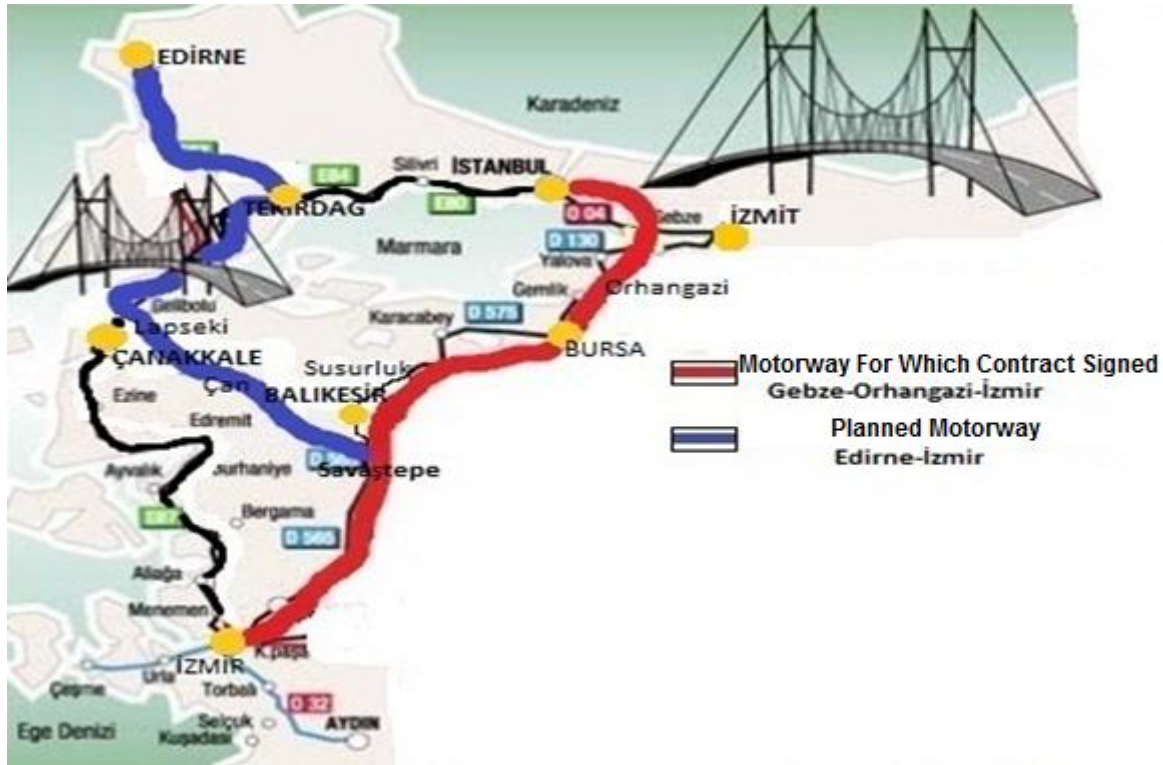 EDİRNE
Karadeniz
Silivri
İSTANBUL
E84
TEKIRDAG
E80
O 04
Gebze
İZMİT
Marmara
D 130
Yalova
Gelibolu
Gemlik
Orhangazi
Lapseki
Karacabey
D 575
ÇANAKKALE
BURSA
Motorway For Which Contract Signed
Susurluk
Çan
Gebze-Orhangazi-İzmir
Ezine
BALIKESİR
Edremit
Planned Motorway
Edirne-İzmir
Ayvalık
Savaştepe
Bergama
E87
D 565
Aliağa
Menemen
K.paşa
İZMİR
Urla
Çeşme
Torbalı
O 32
Selçuk
AYDIN
Ege Denizi
Kuşadası